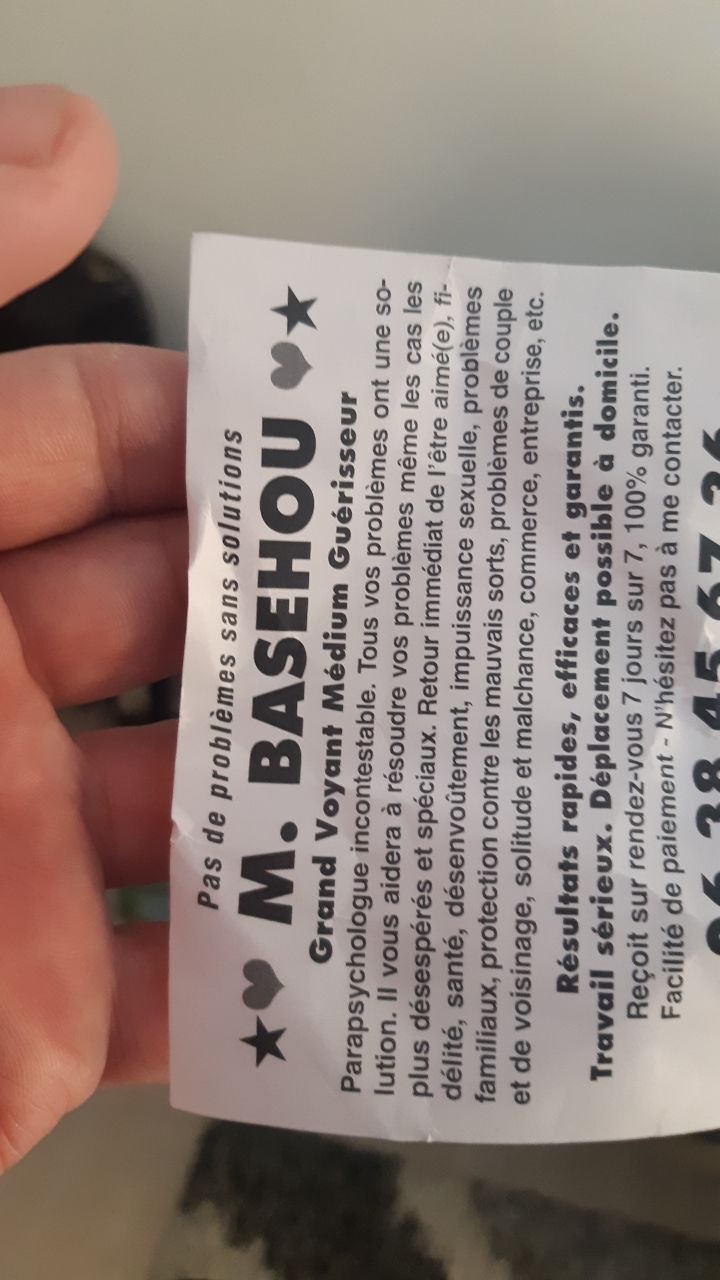 Pas de problèmes sans solutions
M. BASEHOU
Grand Voyant Médium Guérisseur
Parapsychologue incontestable. Tous vos problèmes ont une so-
lution. Il vous aidera à résoudre vos problèmes même les cas les
plus désespérés et spéciaux. Retour immédiat de l'être aimé(e), fi-
délité, santé, désenvoûtement, impuissance sexuelle, problèmes
familiaux, protection contre les mauvais sorts, problèmes de couple
et de voisinage, solitude et malchance, commerce, entreprise, etc.
Résultats rapides, efficaces et garantis.
Travail sérieux. Déplacement possible à domicile.
Reçoit sur rendez-vous 7 jours sur 7, 100% garanti.
Facilité de paiement - N'hésitez pas à me contacter.